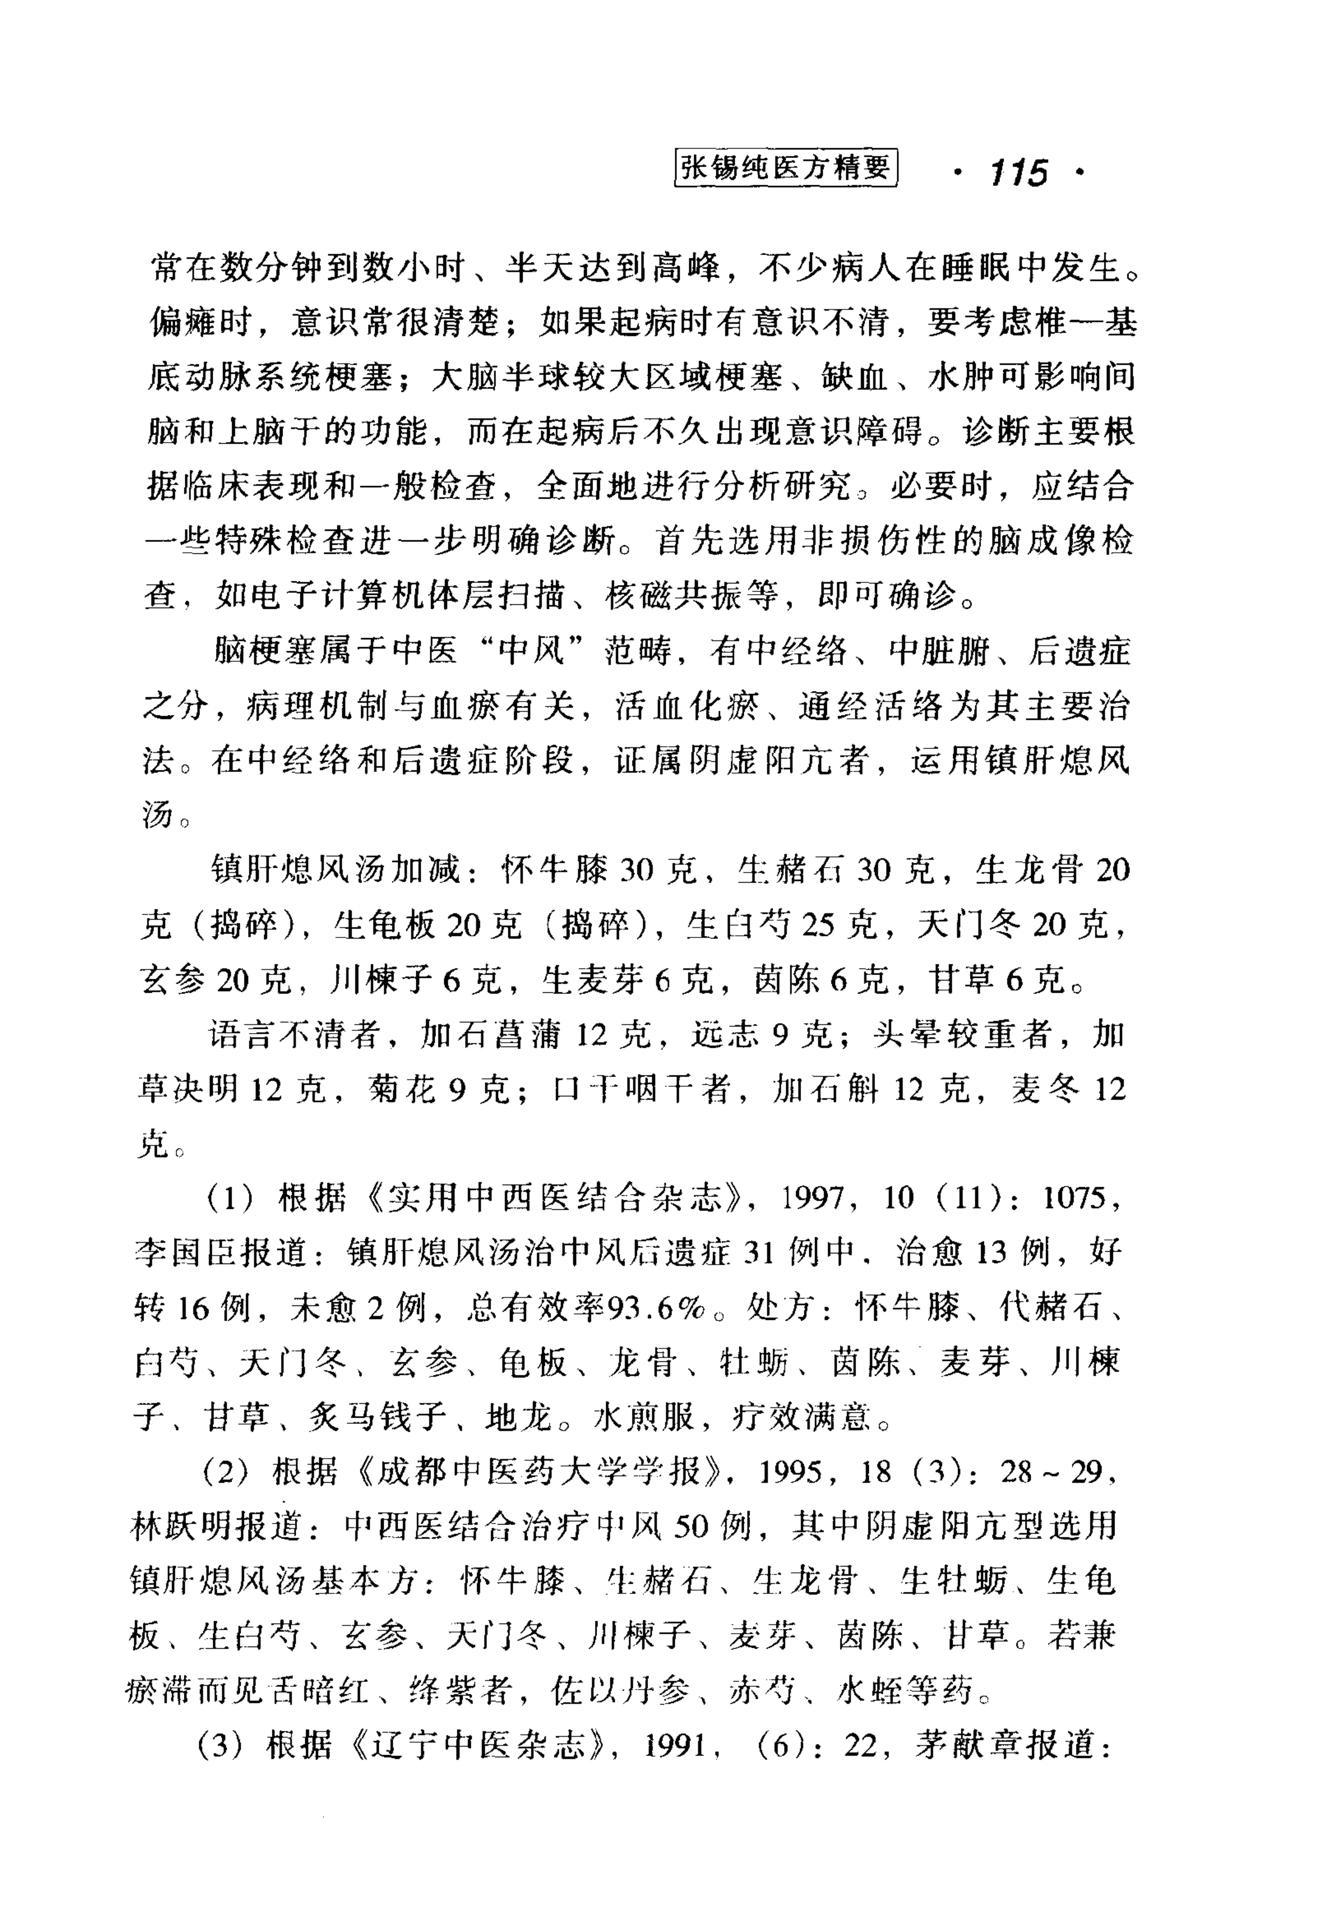 张锡纯医方精要 · 115 ·
常在数分钟到数小时、半天达到高峰，不少病人在睡眠中发生。
偏瘫时，意识常很清楚；如果起病时有意识不清，要考虑椎—基
底动脉系统梗塞；大脑半球较大区域梗塞、缺血、水肿可影响间
脑和上脑干的功能，而在起病后不久出现意识障碍。诊断主要根
据临床表现和一般检查，全面地进行分析研究。必要时，应结合
一些特殊检查进一步明确诊断。首先选用非损伤性的脑成像检
查，如电子计算机体层扫描、核磁共振等，即可确诊。
脑梗塞属于中医“中风”范畴，有中经络、中脏腑、后遗症
之分，病理机制与血瘀有关，活血化瘀、通经活络为其主要治
法。在中经络和后遗症阶段，证属阴虚阳亢者，运用镇肝熄风
汤。
镇肝熄风汤加减：怀牛膝 30 克，生赭石 30 克，生龙骨 20
克（捣碎），生龟板 20 克（捣碎），生白芍 25 克，天门冬 20 克，
玄参 20 克，川楝子 6 克，生麦芽 6 克，茵陈 6 克，甘草 6 克。
语言不清者，加石菖蒲 12 克，远志 9 克；头晕较重者，加
草决明 12 克，菊花 9 克；口干咽干者，加石斛 12 克，麦冬 12
克。
（1）根据《实用中西医结合杂志》，1997，10（11）：1075，
李国臣报道：镇肝熄风汤治中风后遗症 31 例中，治愈 13 例，好
转 16 例，未愈 2 例，总有效率93.6%。处方：怀牛膝、代赭石、
白芍、天门冬、玄参、龟板、龙骨、牡蛎、茵陈、麦芽、川楝
子、甘草、炙马钱子、地龙。水煎服，疗效满意。
（2）根据《成都中医药大学学报》，1995，18（3）：28～29，
林跃明报道：中西医结合治疗中风 50 例，其中阴虚阳亢型选用
镇肝熄风汤基本方：怀牛膝、生赭石、生龙骨、生牡蛎、生龟
板、生白芍、玄参、天门冬、川楝子、麦芽、茵陈、甘草。若兼
瘀滞而见舌暗红、绛紫者，佐以丹参、赤芍、水蛭等药。
（3）根据《辽宁中医杂志》，1991，（6）：22，茅献章报道：